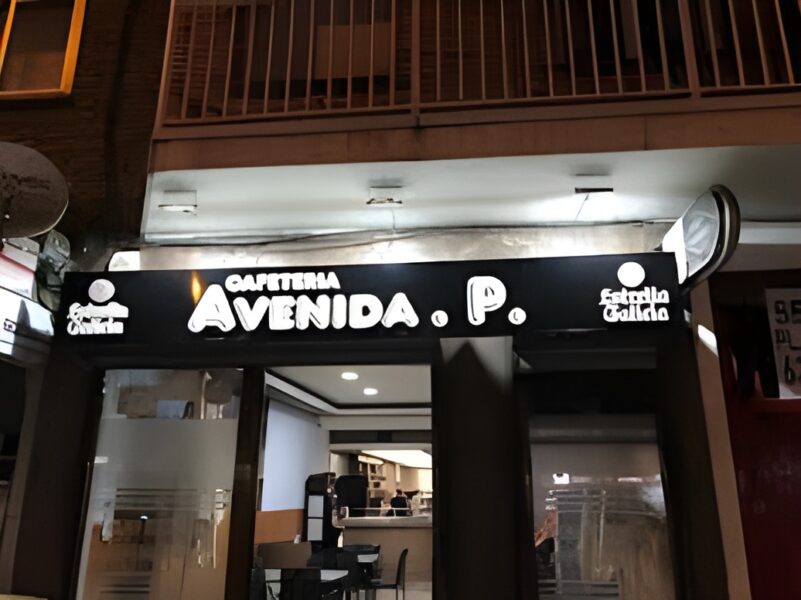 CAFETERIA
AVENIDA. P.
Estrella
Galicia
Estrella
Galicia